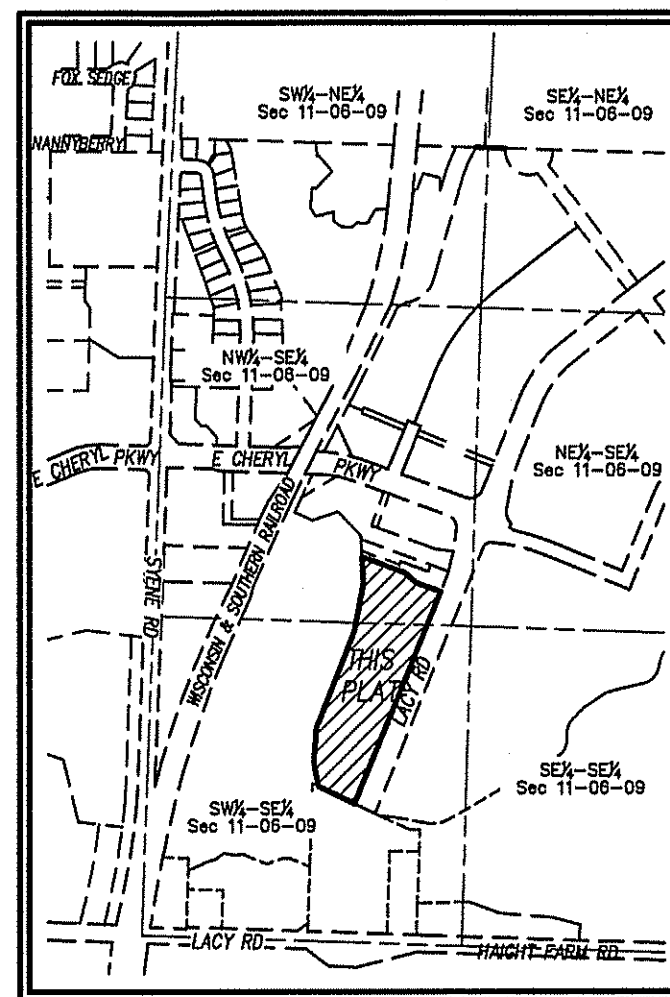 FOX SEDGE
SW¼-NE¼
Sec 11-06-09
SE¼-NE¼
Sec 11-06-09
NANNYBERRY
NW¼-SE¼
Sec 11-06-09
NE¼-SE¼
Sec 11-06-09
E CHERYL PKWY
E CHERYL
PKWY
SYENE RD
WISCONSIN & SOUTHERN RAILROAD
THIS
PLAT
LACY RD
SE¼-SE¼
Sec 11-06-09
SW¼-SE¼
Sec 11-06-09
LACY RD
HAIGHT FARM RD